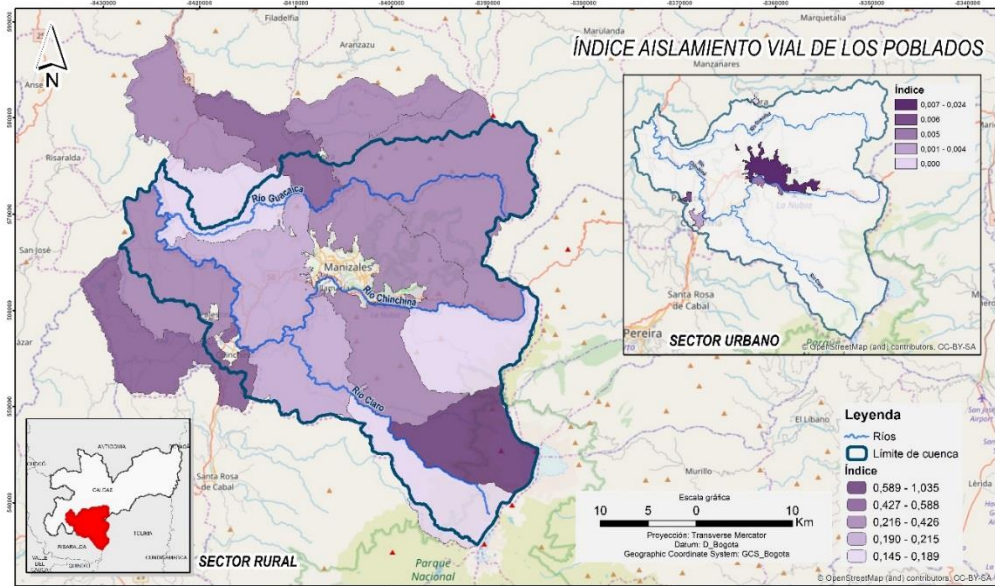 ÍNDICE AISLAMIENTO VIAL DE LOS POBLADOS
N
Filadelfia
Aranzazu
Marulanda
Marquetalia
Manzanares
Risaralda
San José
Río Guacaica
Manizales
Río Chinchiná
La Nubia
Río Claro
Santa Rosa
de Cabal
Índice
0,007 - 0,024
0,006
0,005
0,001 - 0,004
0,000
La Nubia
Santa Rosa
de Cabal
Pereira
SECTOR URBANO
© OpenStreetMap (and) contributors, CC-BY-SA
El Líbano
Murillo
Lérida
Parque
Nacional
Leyenda
Ríos
Límite de cuenca
Índice
0,589 - 1,035
0,427 - 0,588
0,216 - 0,426
0,190 - 0,215
0,145 - 0,189
Escala gráfica
10 5 0 10
Km
Proyección: Transverse Mercator
Datum: D_Bogota
Geographic Coordinate System: GCS_Bogota
ANTIOQUIA
CALDAS
RISARALDA
TOLIMA
CUNDINAMARCA
VALLE
DEL
QUINDIO
SECTOR RURAL
© OpenStreetMap (and) contributors, CC-BY-SA